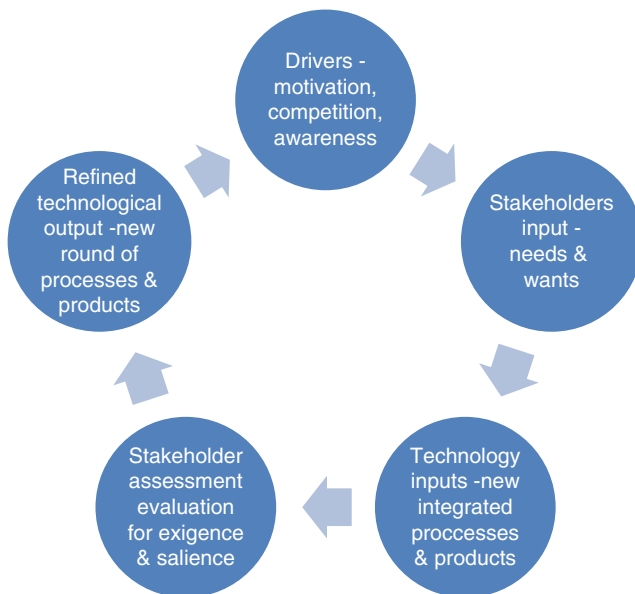 Drivers -
motivation,
competition,
awareness
Stakeholders
input -
needs &
wants
Technology
inputs -new
integrated
proccesses
& products
Stakeholder
assessment
evaluation
for exigence
& salience
Refined
technological
output -new
round of
processes &
products